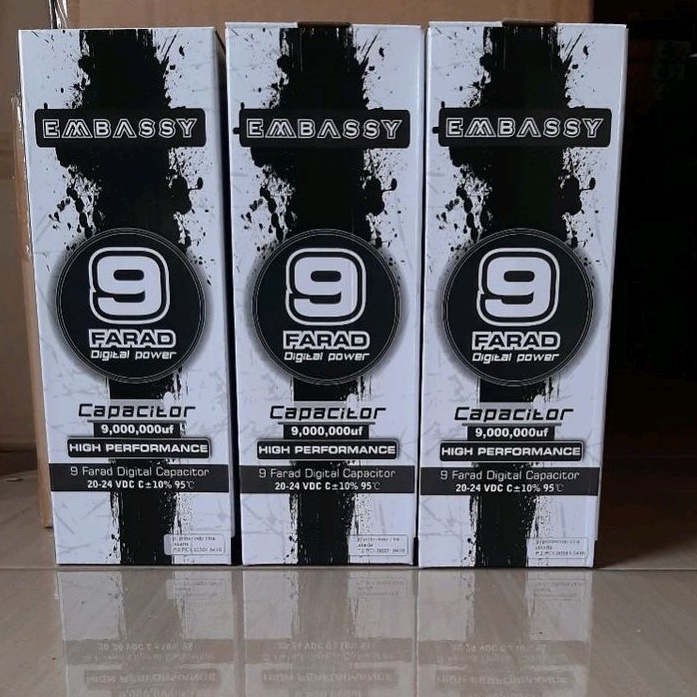 EMBASSY
9
FARAD
Digital power
Capacitor
9,000,000uf
HIGH PERFORMANCE
9 Farad Digital Capacitor
20-24 VDC C±10% 95℃
EMBASSY
9
FARAD
Digital power
Capacitor
9,000,000uf
HIGH PERFORMANCE
9 Farad Digital Capacitor
20-24 VDC C±10% 95℃
EMBASSY
9
FARAD
Digital power
Capacitor
9,000,000uf
HIGH PERFORMANCE
9 Farad Digital Capacitor
20-24 VDC C±10% 95℃